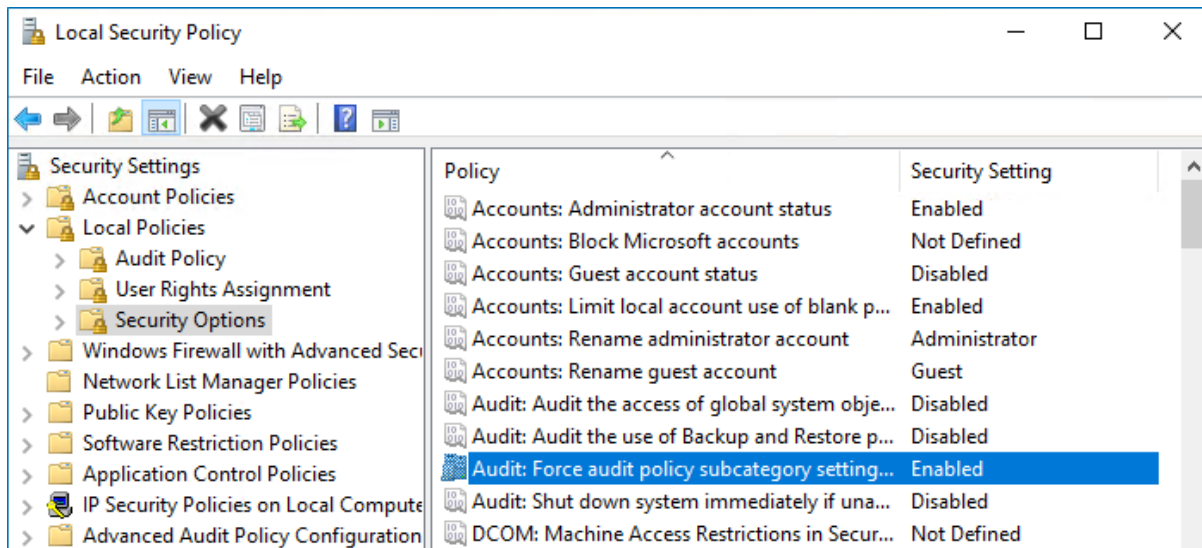 Local Security Policy
File Action View Help
Security Settings
Account Policies
Local Policies
Audit Policy
User Rights Assignment
Security Options
Windows Firewall with Advanced Secu
Network List Manager Policies
Public Key Policies
Software Restriction Policies
Application Control Policies
IP Security Policies on Local Compute
Advanced Audit Policy Configuration
Policy Security Setting
Accounts: Administrator account status Enabled
Accounts: Block Microsoft accounts Not Defined
Accounts: Guest account status Disabled
Accounts: Limit local account use of blank p... Enabled
Accounts: Rename administrator account Administrator
Accounts: Rename guest account Guest
Audit: Audit the access of global system obje... Disabled
Audit: Audit the use of Backup and Restore p... Disabled
Audit: Force audit policy subcategory setting... Enabled
Audit: Shut down system immediately if una... Disabled
DCOM: Machine Access Restrictions in Secur... Not Defined